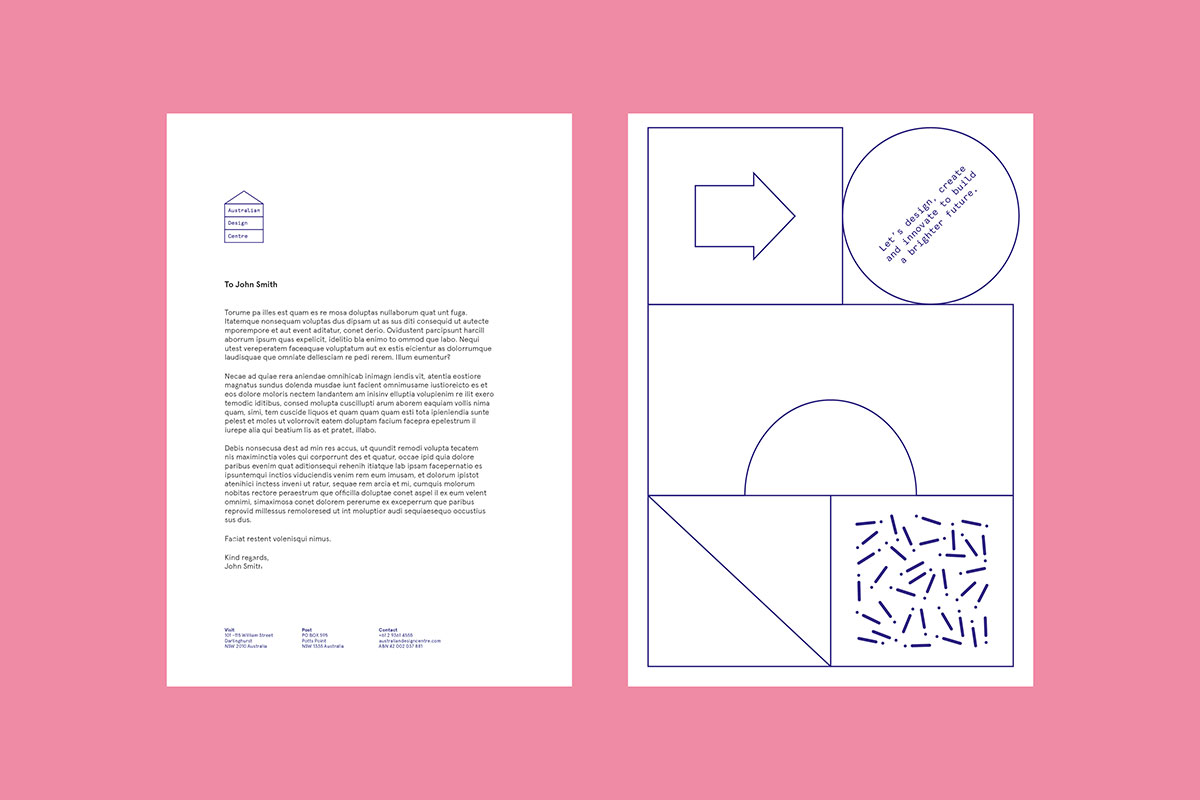 Australian
Design
Centre
To John Smith
Torume pa illes est quam es re mosa doluptas nullaborum quat unt fuga.
Itatemque nonsequam voluptas dus dipsam ut as sus diti consequid ut autecte
mporempore et aut event aditatur, conet derio. Ovidustent parcipsunt harcill
aborrum ipsum quas expelicit, idelitio bla enimo to ommod que labo. Nequi
utest vereperatem faceaquae voluptatum aut ex estis eicientur as dolorrumque
laudisquae que omniate dellesciam re pedi rerem. Illum eumentur?
Necae ad quiae rera aniendae omnihicab inimagn iendis vit, atentia eostiore
magnatus sundus dolenda musdae iunt facient omnimusame iustioreicto es et
eos dolore moloris nectem landantem am inisinv elluptia volupienim re ilit exero
temodic iditibus, consed molupta cuscillupti arum aborem eaquiam vollis nima
quam, simi, tem cuscide liquos et quam quam quam esti tota ipieniendia sunte
pelest et moles ut volorrovit eatem doluptam facium facepra epelestrum il
iurepe alia qui beatium lis as et pratet, illabo.
Debis nonsecusa dest ad min res accus, ut quundit remodi volupta tecatem
nis maximinctia voles qui corporrunt des et quatur, occae ipid quia dolore
paribus evenim quat aditionsequi rehenih itiatque lab ipsam facepernatio es
ipsuntemqui inctios viduciendis venim rem eum imusam, et dolorum ipistot
atenihici inctess inveni ut ratur, sequae rem arcia et mi, cumquis molorum
nobitas rectore peraestrum que officilla doluptae conet aspel il ex eum velent
omnimi, simaximosa conet dolorem pererume ex exceperrum que paribus
reprovid millessus remoloresed ut int moluptior audi sequiaesequo occustius
sus dus.
Faciat restent volenisqui nimus.
Kind regards,
John Smith
Visit
101 -115 William Street
Darlinghurst
NSW 2010 Australia
Post
PO BOX 595
Potts Point
NSW 1335 Australia
Contact
+61 2 9361 4555
australiandesigncentre.com
ABN 42 002 037 881
Let's design, create
and innovate to build
a brighter future.